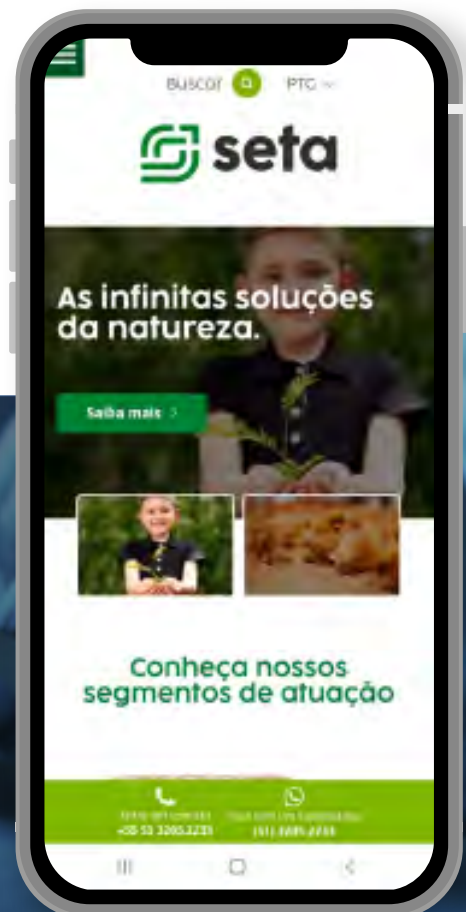 Buscar PTG
seta
As infinitas soluções
da natureza.
Saiba mais
Conheça nossos
segmentos de atuação